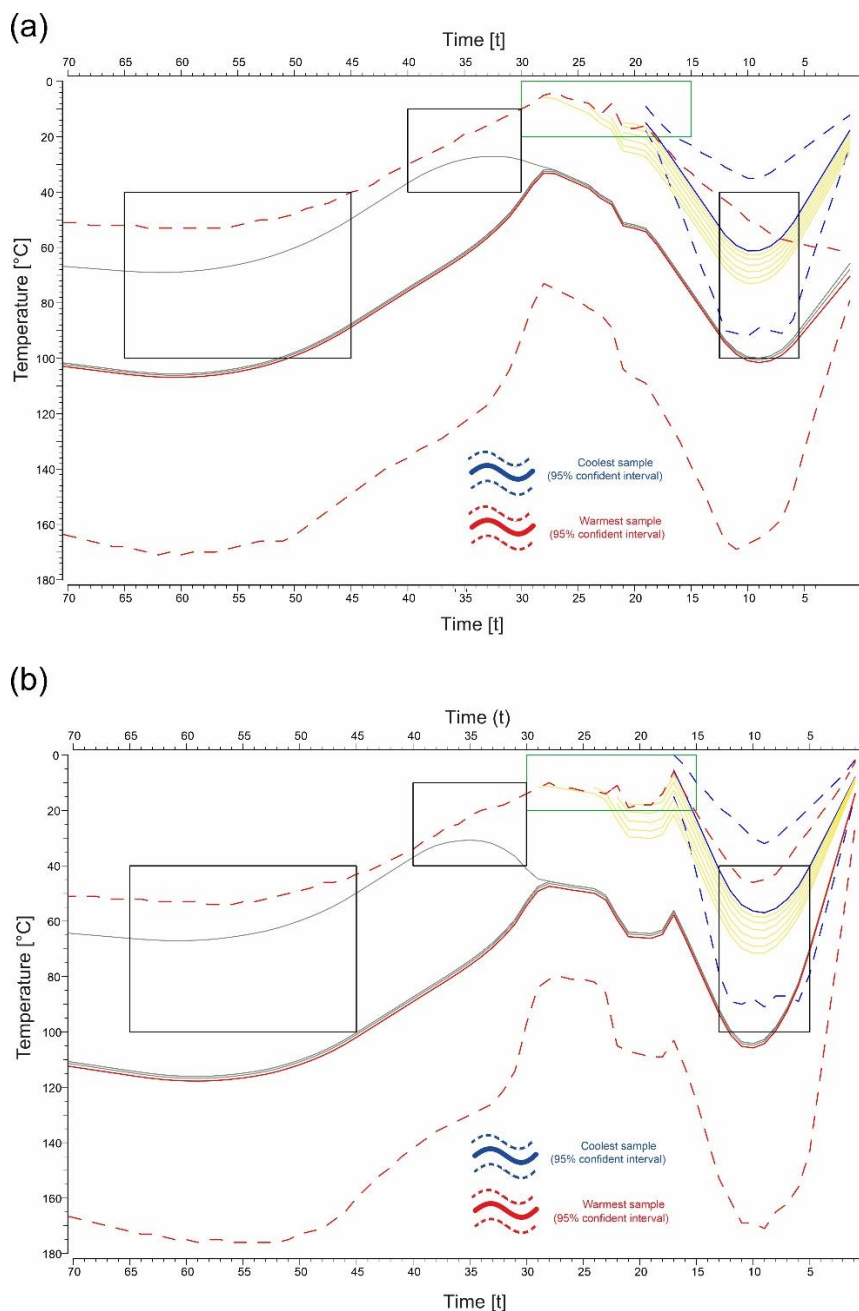 (a)
Time [t]
70 65 60 55 50 45 40 35 30 25 20 15 10 5
0
20
40
60
80
100
120
140
160
180
Temperature [°C]
Coolest sample
(95% confident interval)
Warmest sample
(95% confident interval)
70 65 60 55 50 45 40 35 30 25 20 15 10 5
Time [t]
(b)
Time (t)
70 65 60 55 50 45 40 35 30 25 20 15 10 5
0
20
40
60
80
100
120
140
160
180
Temperature [°C]
Coolest sample
(95% confident interval)
Warmest sample
(95% confident interval)
70 65 60 55 50 45 40 35 30 25 20 15 10 5
Time [t]